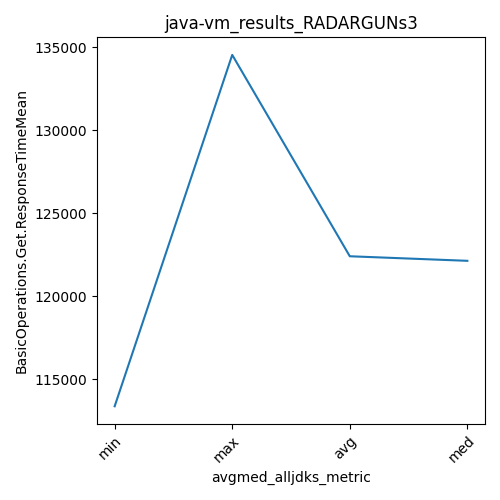 java-vm_results_RADARGUNs3
BasicOperations.Get.ResponseTimeMean
135000
130000
125000
120000
115000
min
max
avg
med
avgmed_alljdks_metric